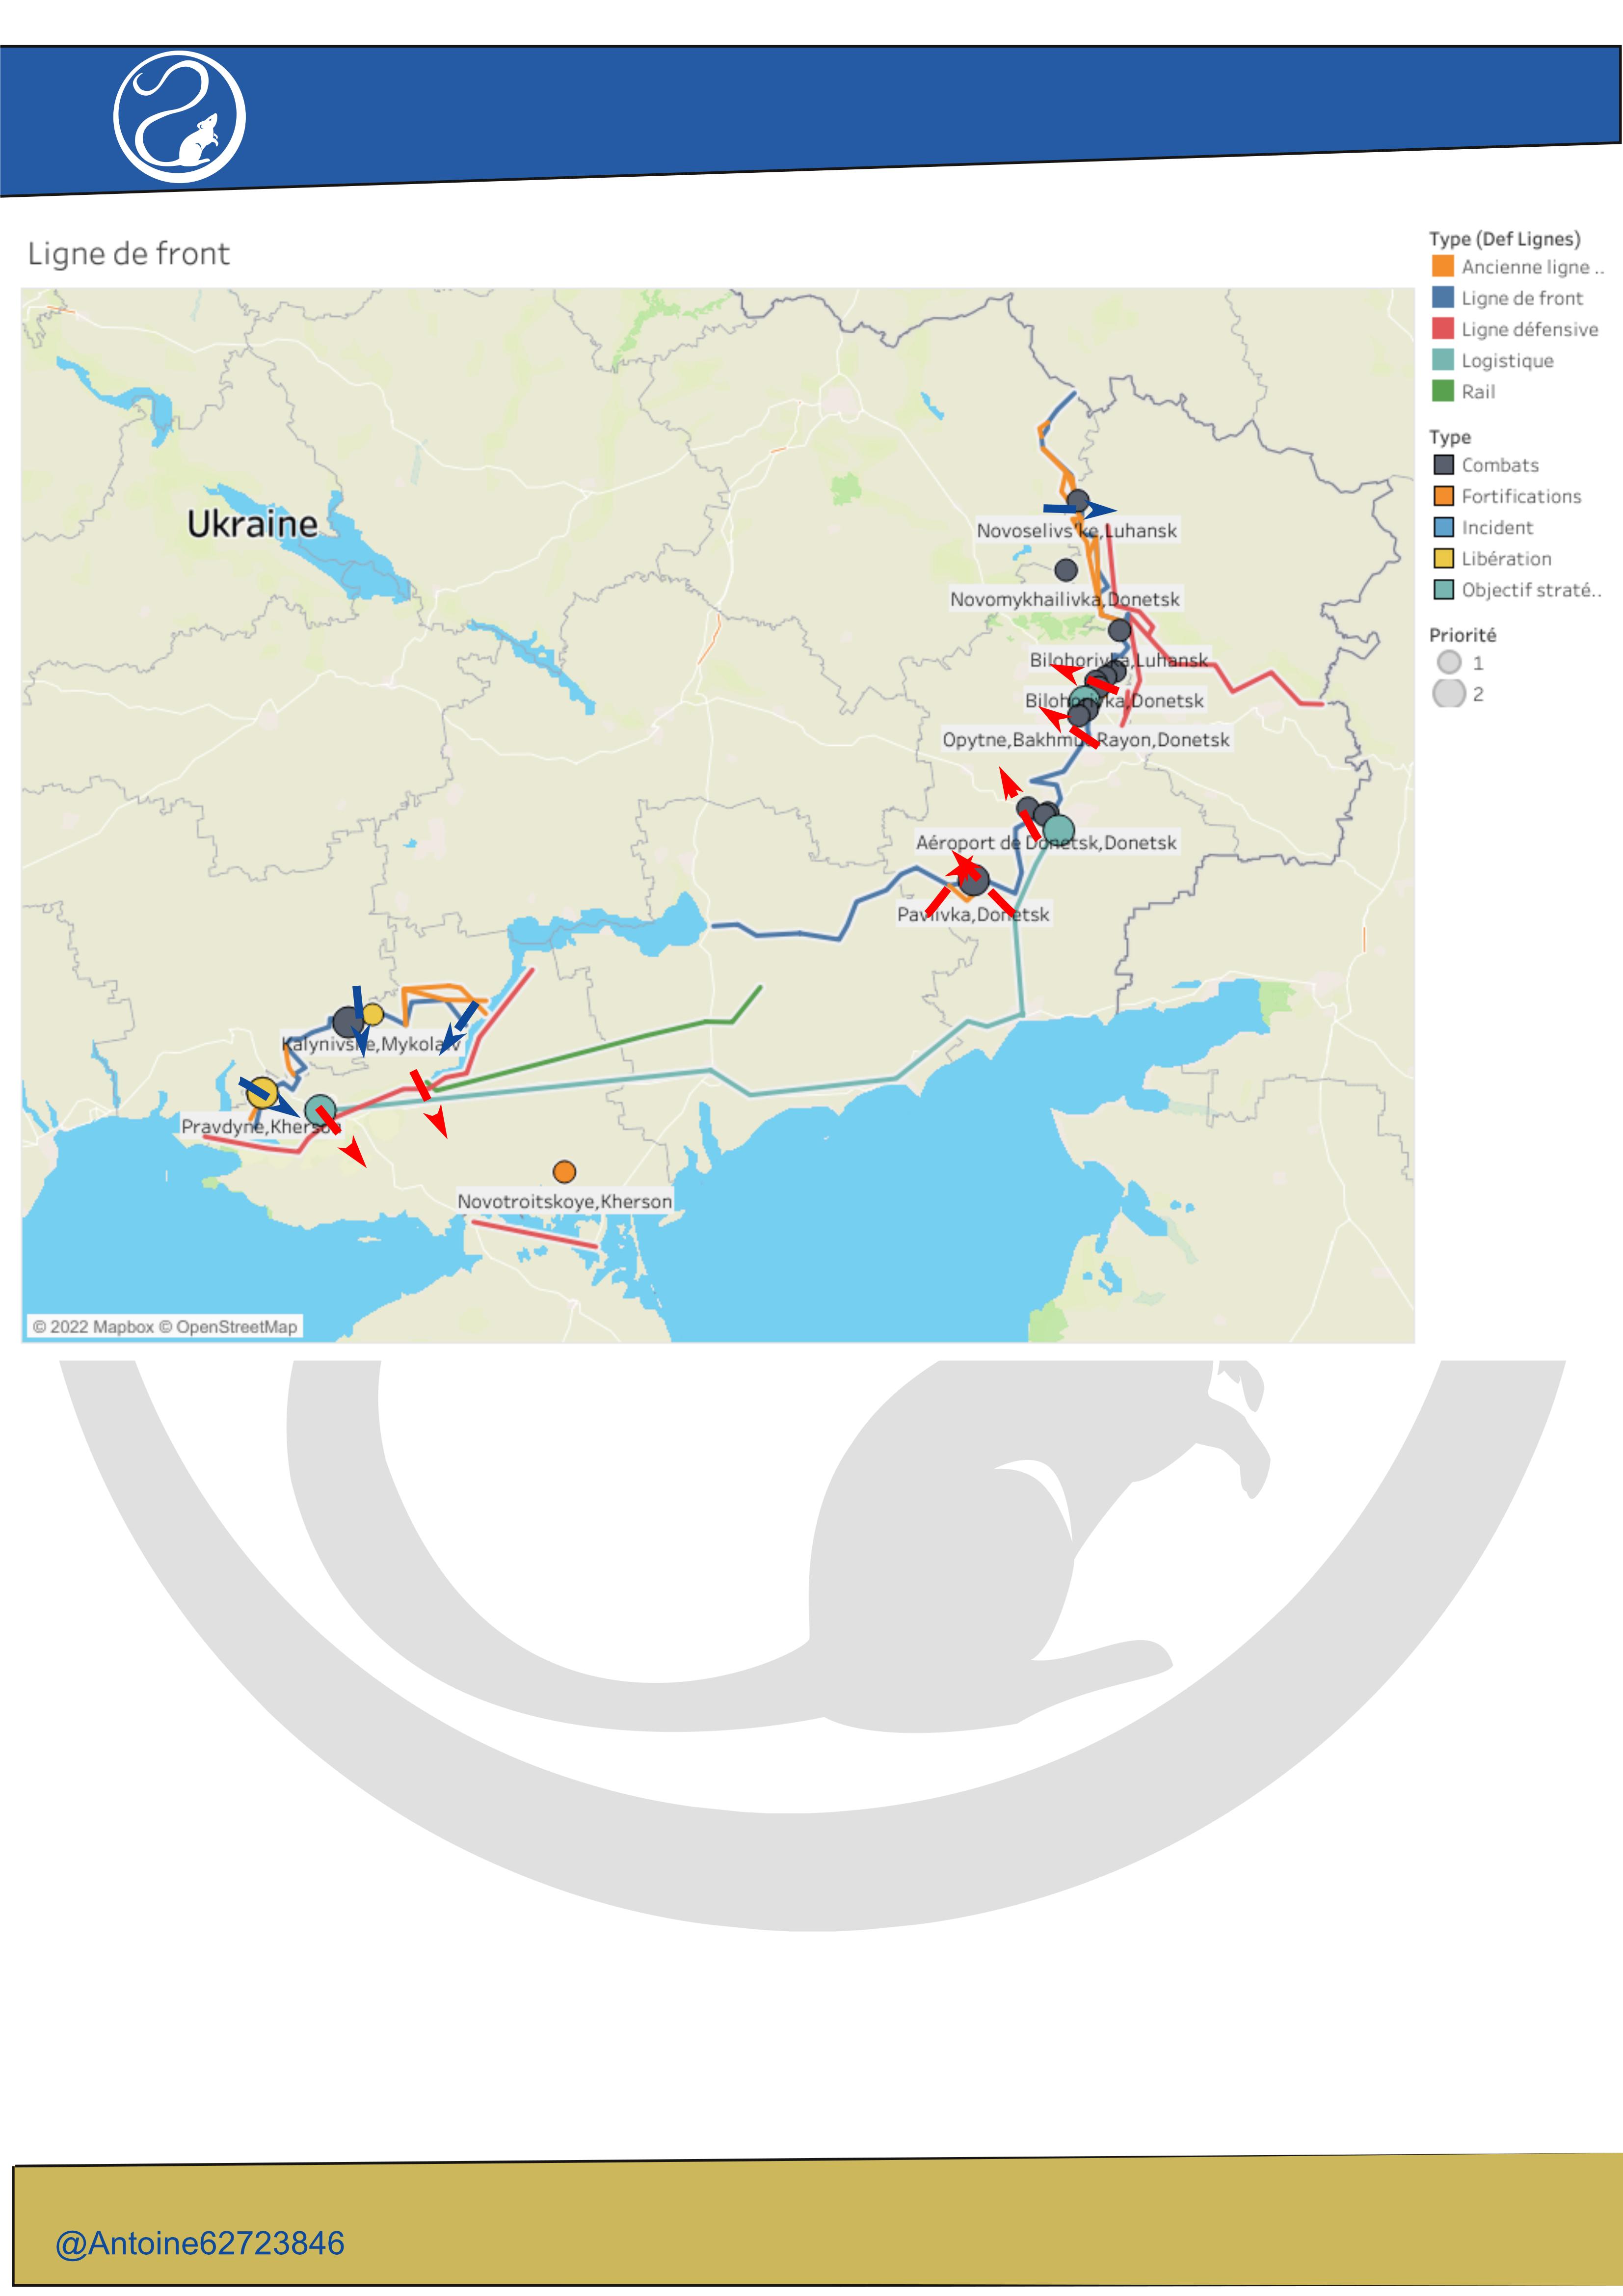 Ligne de front
Type (Def Lignes)
Ancienne ligne ..
Ligne de front
Ligne défensive
Logistique
Rail
Type
Combats
Fortifications
Incident
Libération
Objectif straté..
Priorité
1
2
Ukraine
Novoselivs'ke,Luhansk
Novomykhailivka,Donetsk
Bilohorivka,Luhansk
Bilohorivka,Donetsk
Opytne,Bakhmut Rayon,Donetsk
Aéroport de Donetsk,Donetsk
Pavlivka,Donetsk
Kalynivske,Mykolaiv
Pravdyne,Kherson
Novotroitskoye,Kherson
© 2022 Mapbox © OpenStreetMap
@Antoine62723846